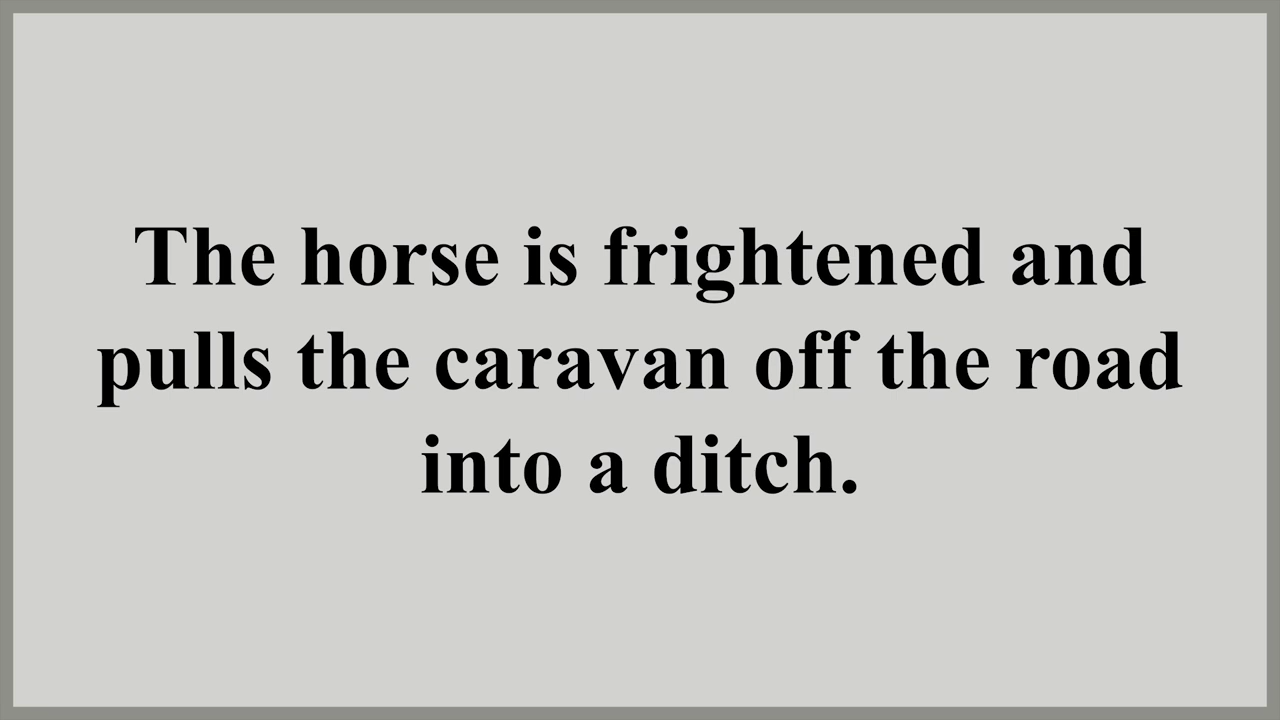 The horse is frightened and
pulls the caravan off the road
into a ditch.